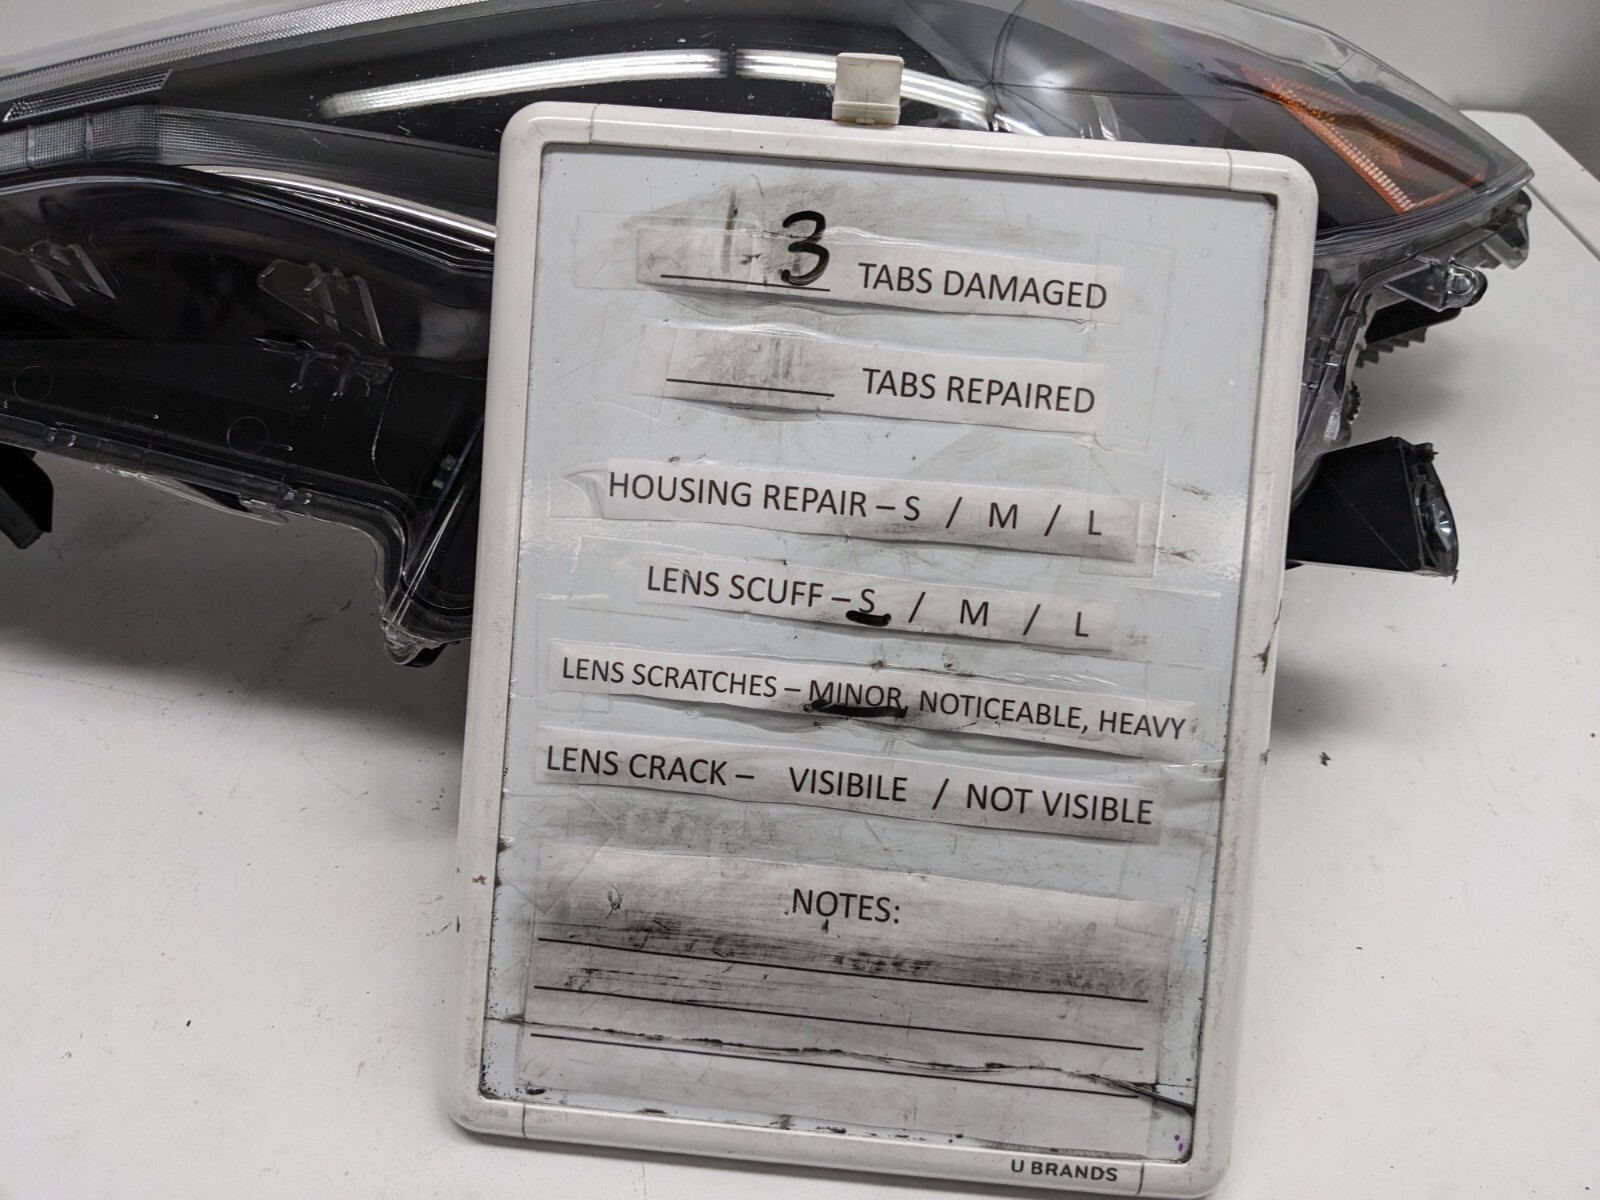 3 TABS DAMAGED
TABS REPAIRED
HOUSING REPAIR – S / M / L
LENS SCUFF – S / M / L
LENS SCRATCHES – MINOR, NOTICEABLE, HEAVY
LENS CRACK – VISIBILE / NOT VISIBLE
NOTES:
U BRANDS